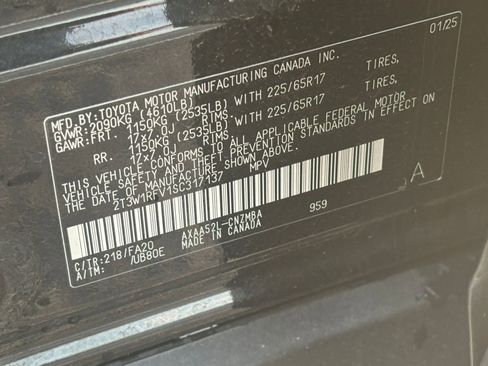 MFD.BY:TOYOTA MOTOR MANUFACTURING CANADA INC. 01/25
GVWR:2090KG (4610LB)
GAWR:FRT. 1150KG (2535LB) WITH 225/65R17 TIRES,
17X7.0J RIMS,
RR. 1150KG (2535LB) WITH 225/65R17 TIRES,
17X7.0J RIMS,
THIS VEHICLE CONFORMS TO ALL APPLICABLE FEDERAL MOTOR
VEHICLE SAFETY AND THEFT PREVENTION STANDARDS IN EFFECT ON
THE DATE OF MANUFACTURE SHOWN ABOVE.
2T3W1RFV1SC317137 MPV
A
C/TR:218/FA20 AXAA52L-CNZMBA 959
A/TM: /UB80E MADE IN CANADA